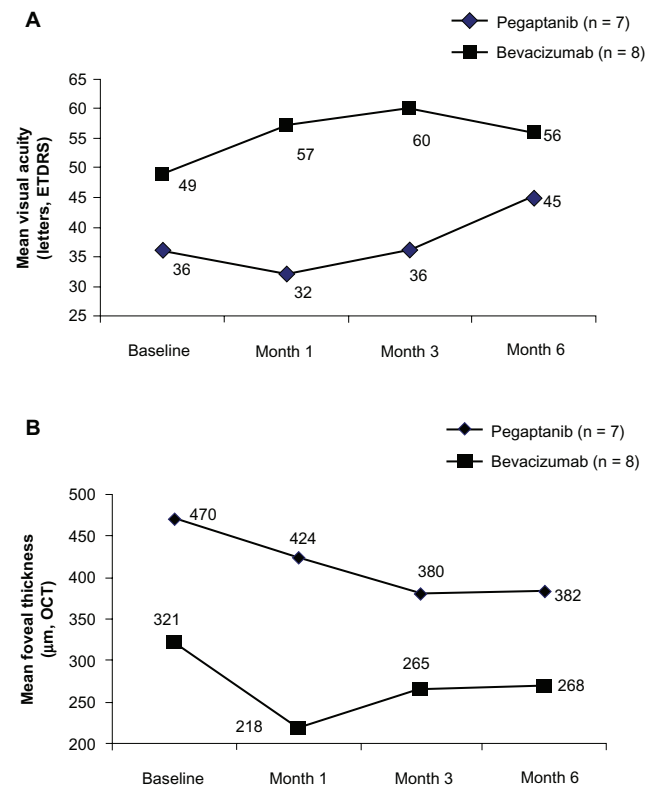 A
Pegaptanib (n = 7)
Bevacizumab (n = 8)
Mean visual acuity
(letters, ETDRS)
65
60
55
50
45
40
35
30
25
49
57
60
56
36
32
36
45
Baseline
Month 1
Month 3
Month 6
B
Pegaptanib (n = 7)
Bevacizumab (n = 8)
Mean foveal thickness
(µm, OCT)
500
450
400
350
300
250
200
470
424
380
382
321
218
265
268
Baseline
Month 1
Month 3
Month 6